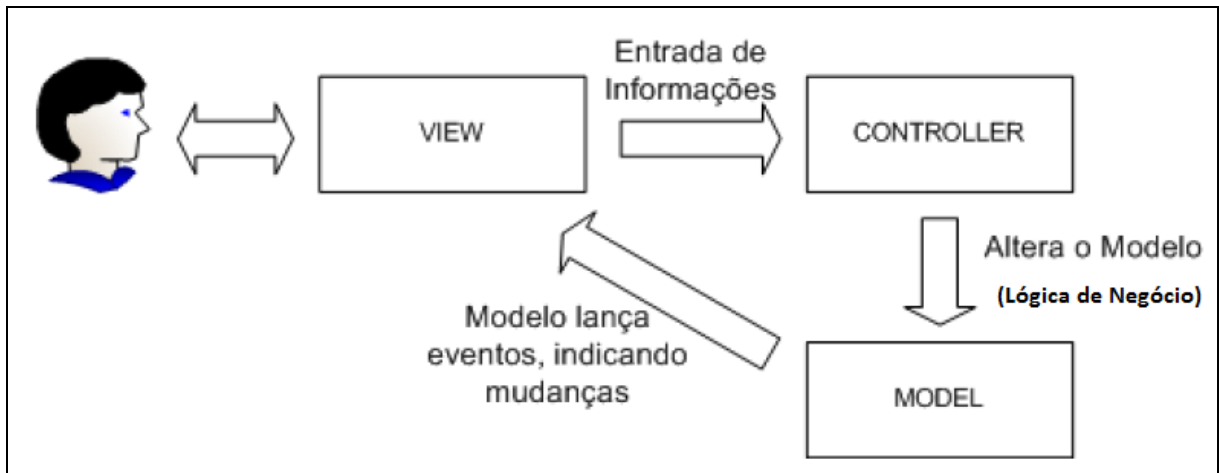 Entrada de
Informações
VIEW
CONTROLLER
Altera o Modelo
(Lógica de Negócio)
Modelo lança
eventos, indicando
mudanças
MODEL